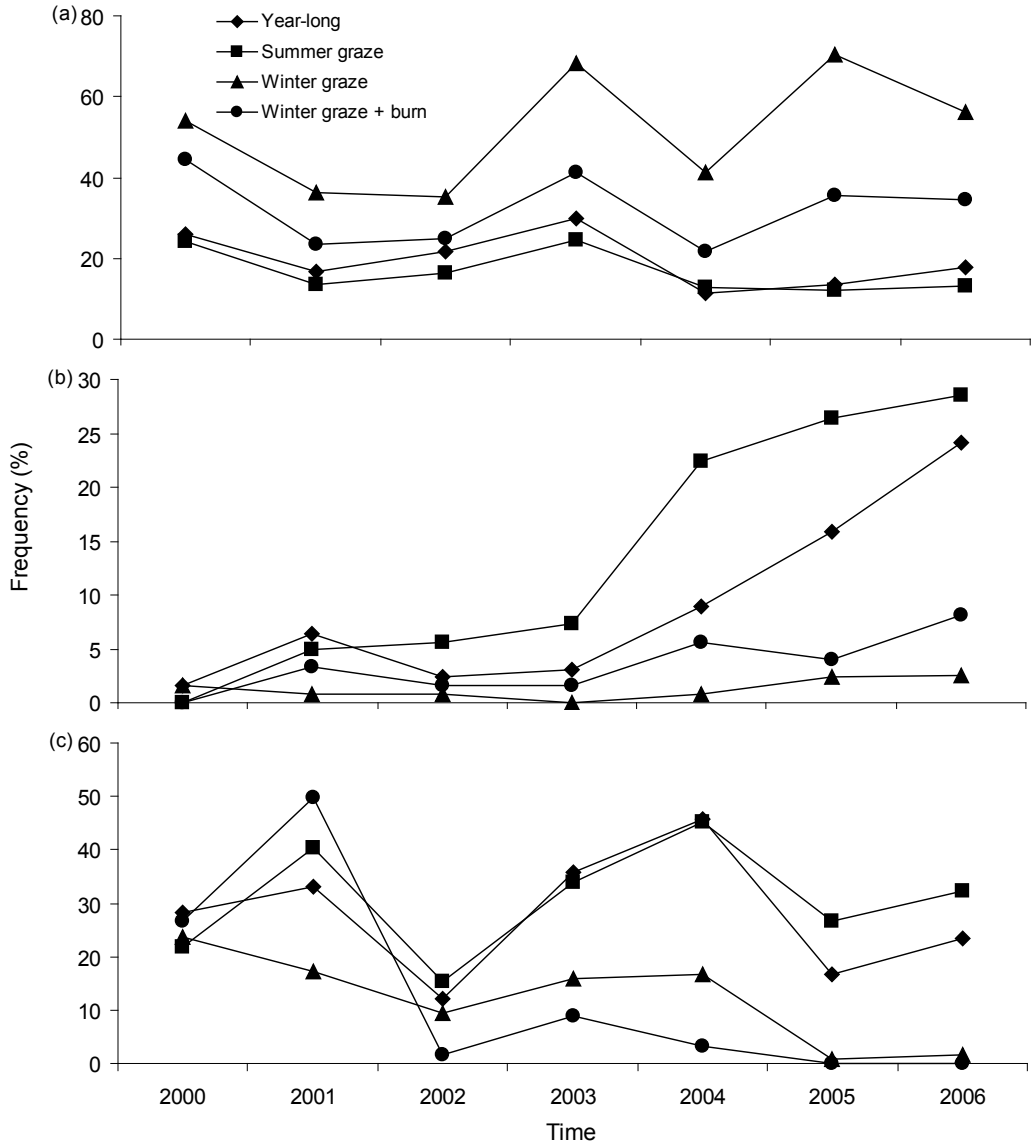 (a)
80
60
40
20
0
Year-long
Summer graze
Winter graze
Winter graze + burn
(b)
30
25
20
15
10
5
0
Frequency (%)
(c)
60
50
40
30
20
10
0
2000 2001 2002 2003 2004 2005 2006
Time